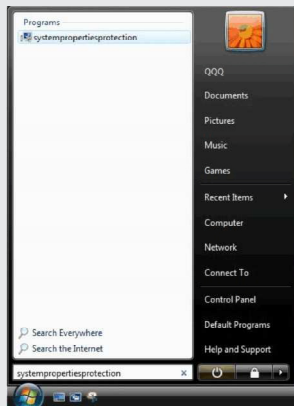 Programs
systempropertiesprotection
Search Everywhere
Search the Internet
systempropertiesprotection
QQQ
Documents
Pictures
Music
Games
Recent Items
Computer
Network
Connect To
Control Panel
Default Programs
Help and Support